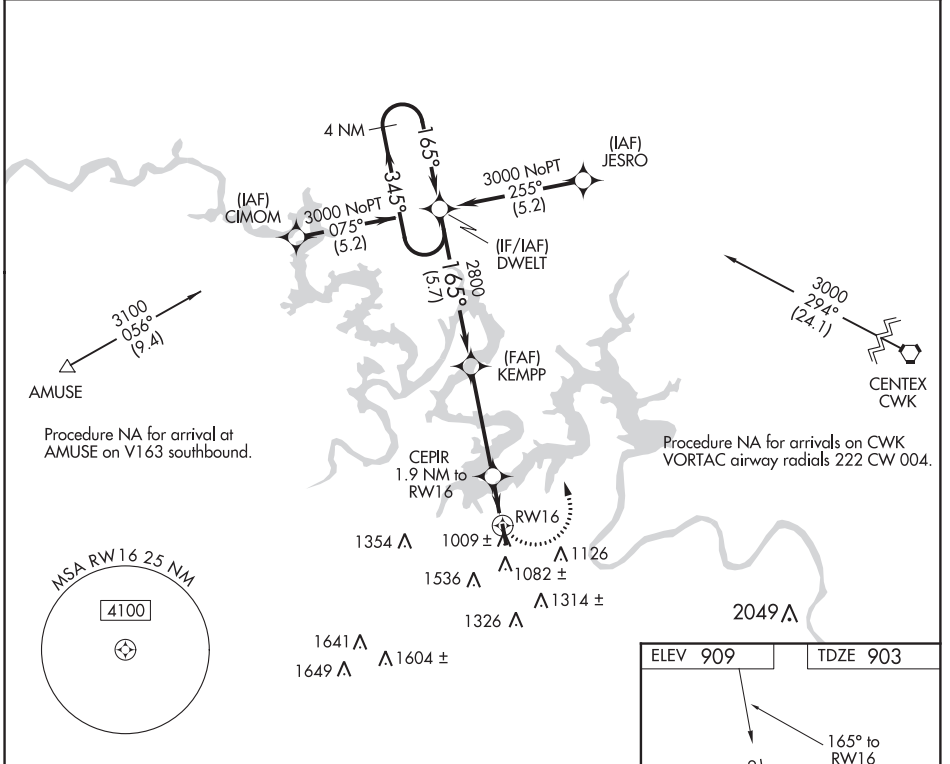 4 NM
165°
345°
(IAF)
JESRO
3000 NoPT
255°
(5.2)
(IAF)
CIMOM
3000 NoPT
075°
(5.2)
(IF/IAF)
DWELT
2800
165°
(5.7)
3100
056°
(9.4)
AMUSE
3000
294°
(24.1)
CENTEX
CWK
(FAF)
KEMPP
Procedure NA for arrival at
AMUSE on V163 southbound.
Procedure NA for arrivals on CWK
VORTAC airway radials 222 CW 004.
CEPIR
1.9 NM to
RW16
RW16
1354
1009 ±
1126
1536
1082 ±
1314 ±
1326
2049
1641
1604 ±
1649
MSA RW16 25 NM
4100
ELEV 909
TDZE 903
165° to
RW16